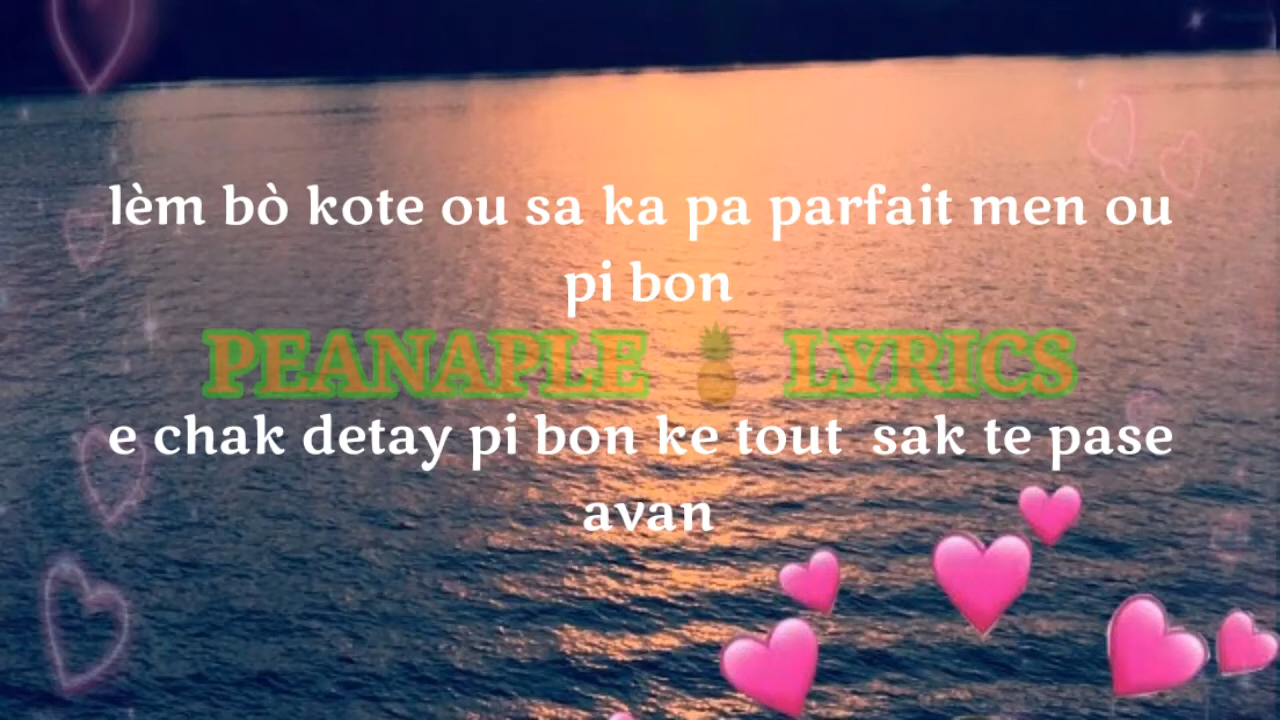 lèm bò kote ou sa ka pa parfait men ou
pi bon
PEANAPLE 🍍 LYRICS
e chak detay pi bon ke tout sak te pase
avan